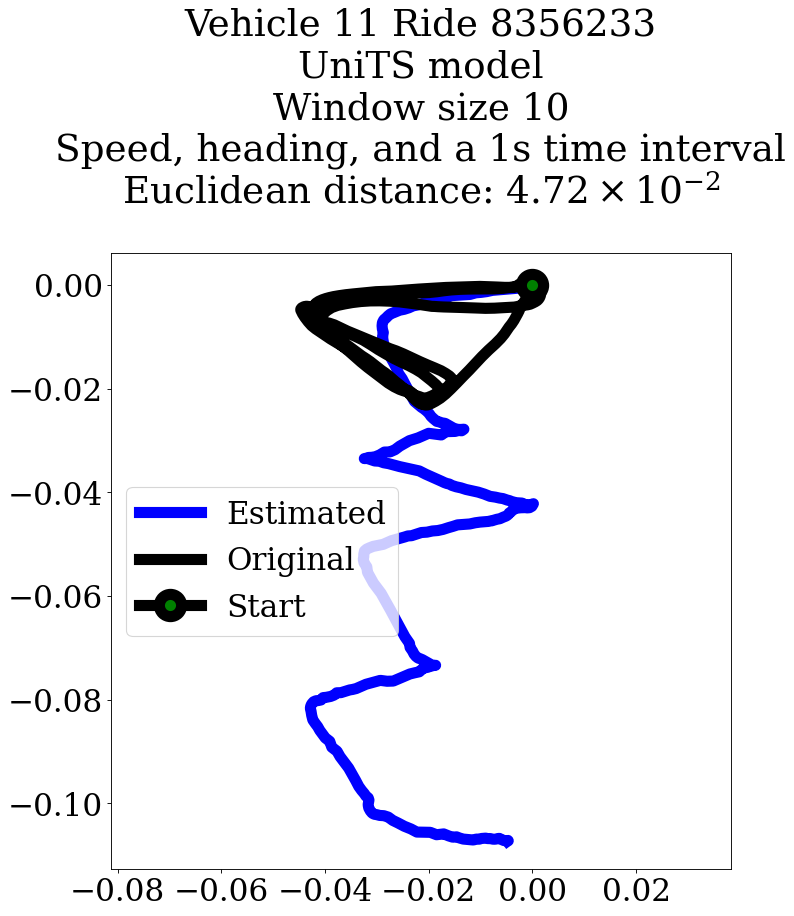 Vehicle 11 Ride 8356233
UniTS model
Window size 10
Speed, heading, and a 1s time interval
Euclidean distance: 4.72 × 10⁻²
0.00
−0.02
−0.04
−0.06
−0.08
−0.10
Estimated
Original
Start
−0.08 −0.06 −0.04 −0.02 0.00 0.02